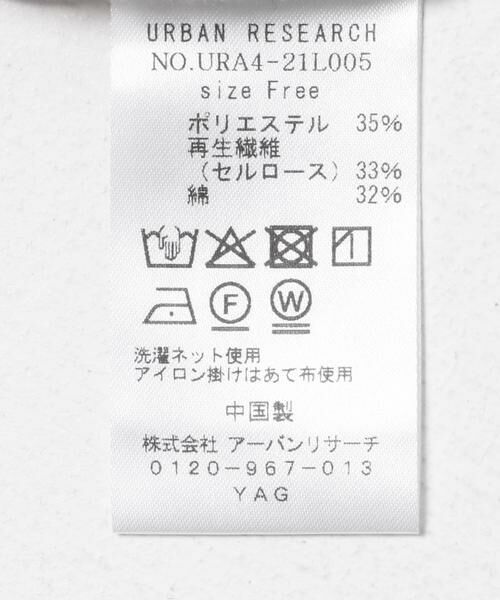 URBAN RESEARCH
NO.URA4-21L005
size Free
ポリエステル 35%
再生繊維
（セルロース） 33%
綿 32%
F W
洗濯ネット使用
アイロン掛けはあて布使用
中国製
株式会社 アーバンリサーチ
0120-967-013
YAG